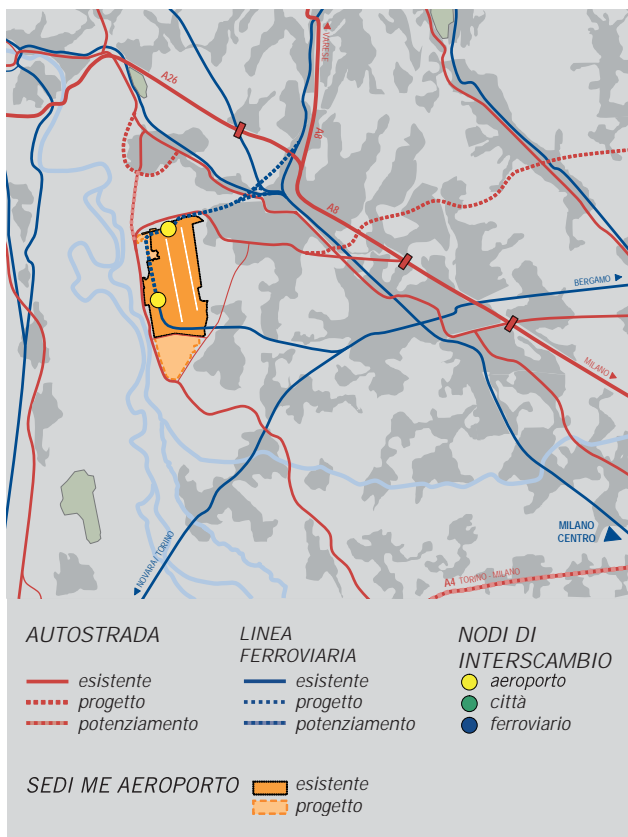 VARESE
A26
A8
A8
BERGAMO
MILANO
NOVARA/TORINO
MILANO
CENTRO
A4 TORINO - MILANO
AUTOSTRADA
esistente
progetto
potenziamento
LINEA
FERROVIARIA
esistente
progetto
potenziamento
NODI DI
INTERSCAMBIO
aeroporto
città
ferroviario
SEDI ME AEROPORTO
esistente
progetto